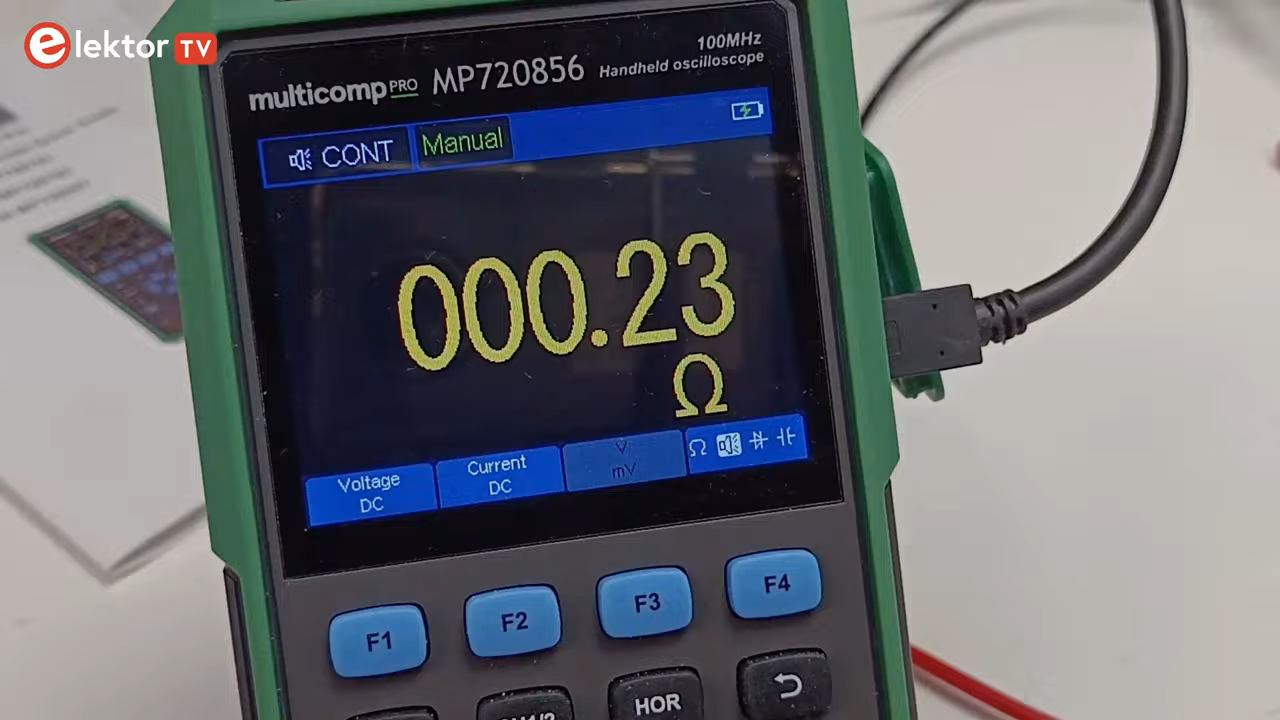 elektor TV
100MHz
multicomp PRO MP720856 Handheld oscilloscope
CONT Manual
000.23
Ω
Voltage
DC
Current
DC
V
mV
Ω
F1 F2 F3 F4
HOR